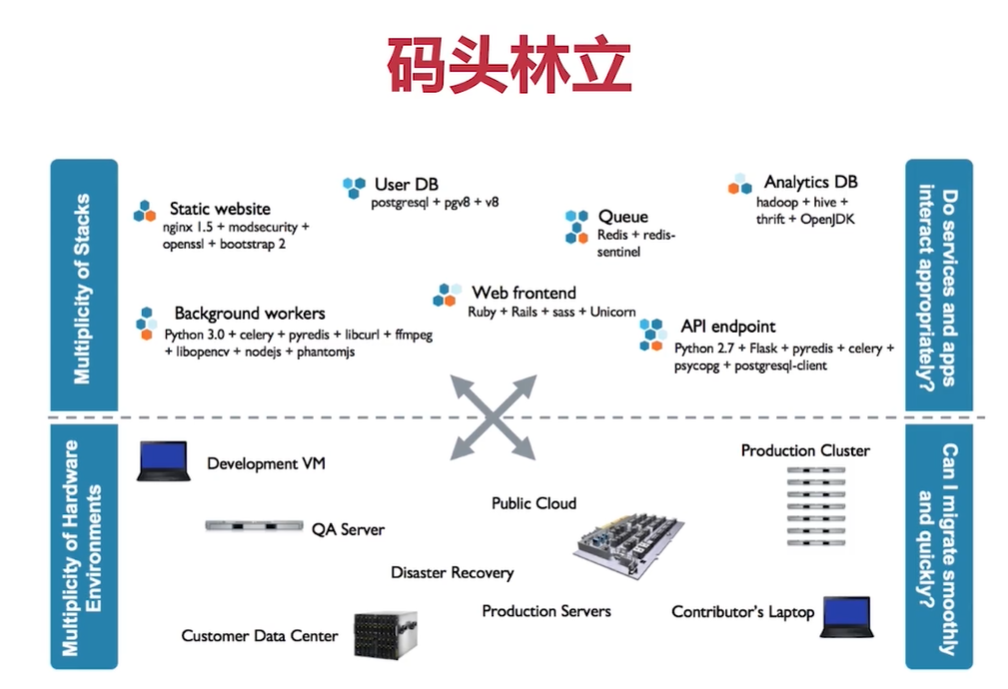 码头林立
Multiplicity of Stacks
Static website
nginx 1.5 + modsecurity +
openssl + bootstrap 2
User DB
postgresql + pgv8 + v8
Queue
Redis + redis-
sentinel
Analytics DB
hadoop + hive +
thrift + OpenJDK
Background workers
Python 3.0 + celery + pyredis + libcurl + ffmpeg
+ libopencv + nodejs + phantomjs
Web frontend
Ruby + Rails + sass + Unicorn
API endpoint
Python 2.7 + Flask + pyredis + celery +
psycopg + postgresql-client
Do services and apps
interact appropriately?
Multiplicity of Hardware
Environments
Development VM
QA Server
Public Cloud
Production Cluster
Disaster Recovery
Production Servers
Contributor's Laptop
Customer Data Center
Can I migrate smoothly
and quickly?